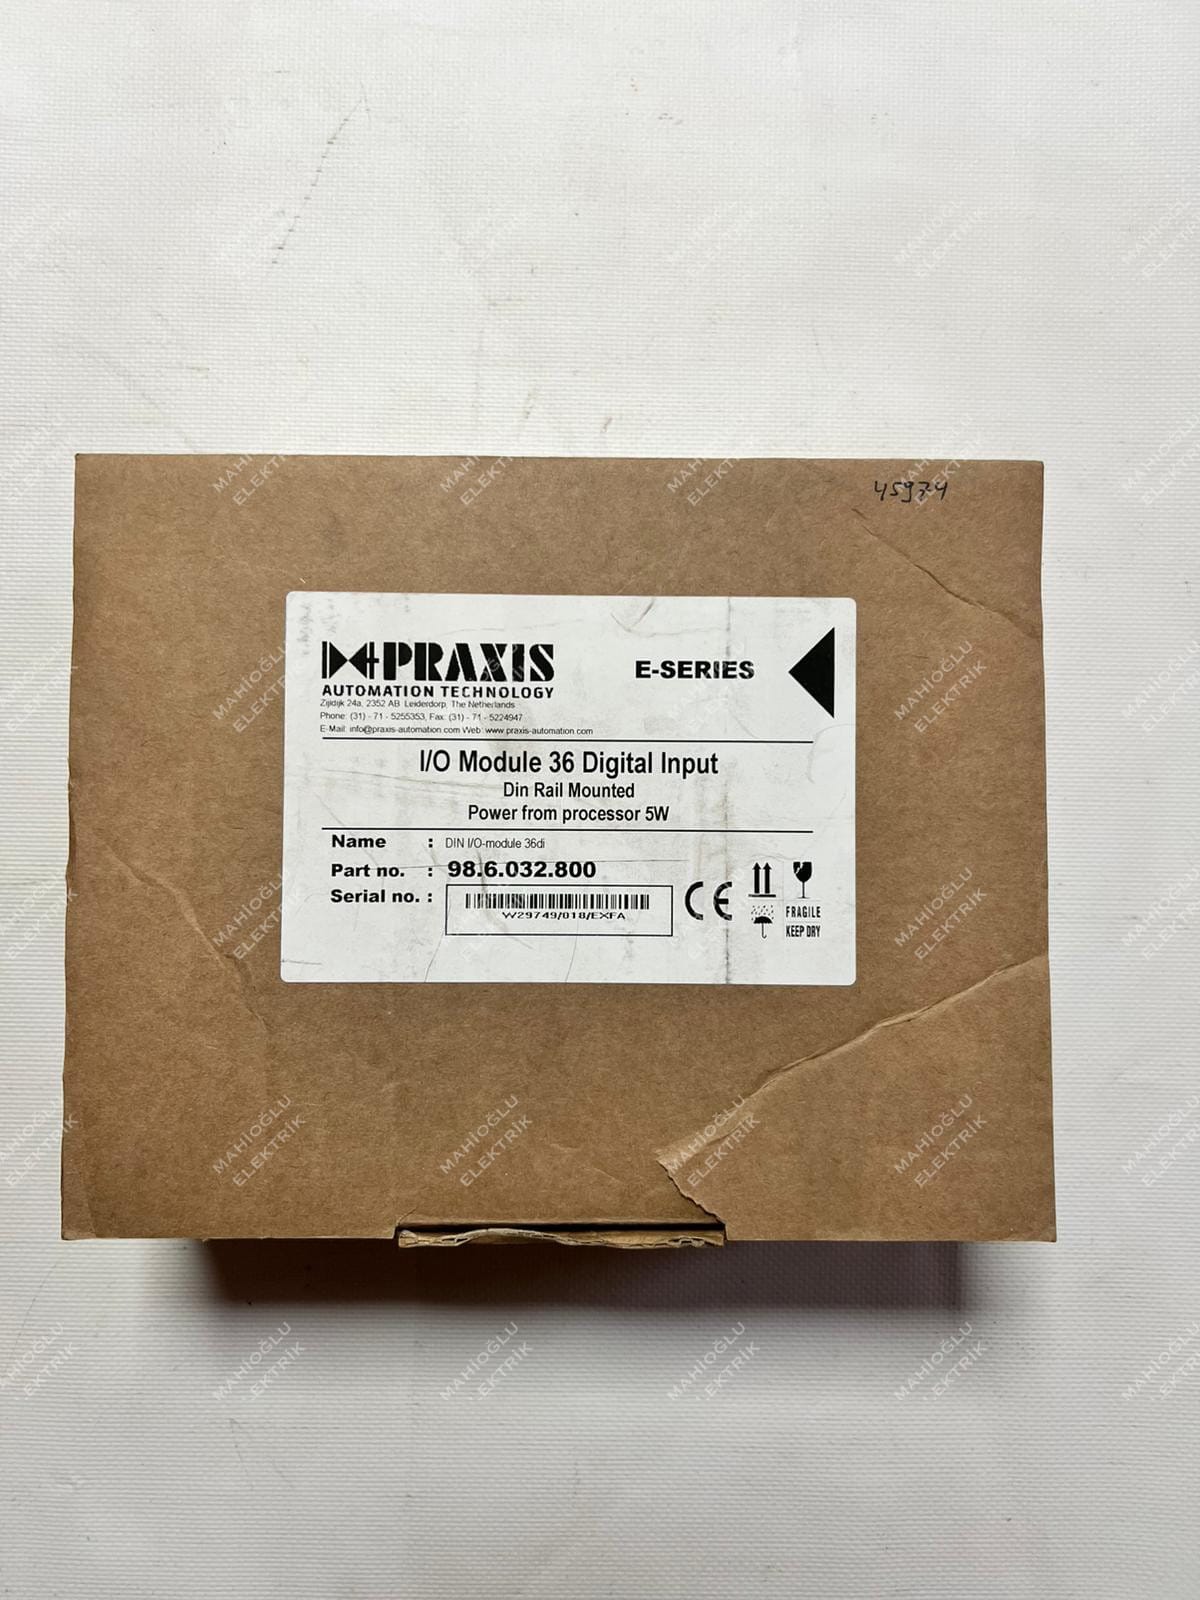 45974
PRAXIS
AUTOMATION TECHNOLOGY
E-SERIES
Zijldijk 24a, 2352 AB Leiderdorp, The Netherlands
Phone: (31) - 71 - 5255353, Fax: (31) - 71 - 5224947
E-Mail: info@praxis-automation.com Web: www.praxis-automation.com
I/O Module 36 Digital Input
Din Rail Mounted
Power from processor 5W
Name : DIN I/O-module 36di
Part no. : 98.6.032.800
Serial no. :
W29749/018/EXFA
CE
FRAGILE
KEEP DRY
MAHİOĞLU
ELEKTRİK